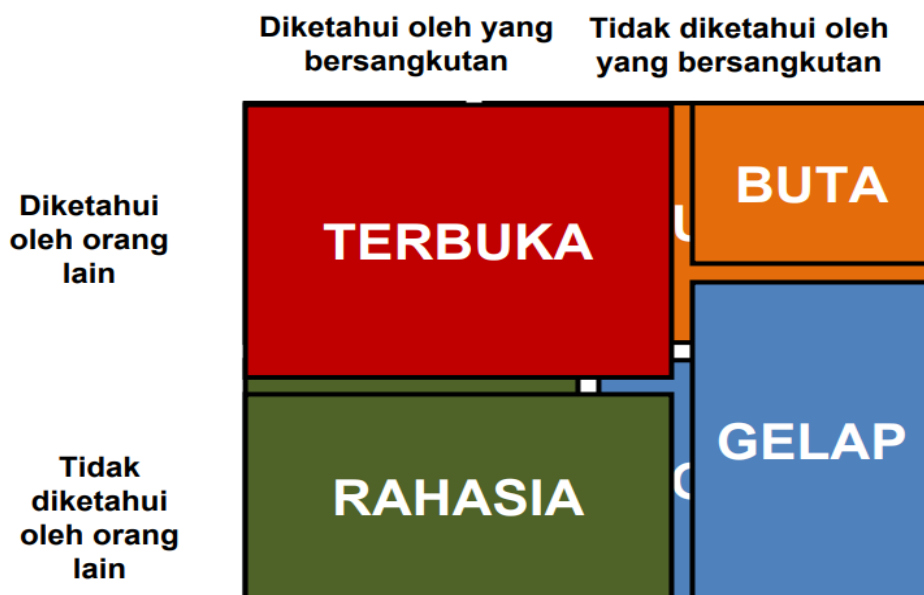 Diketahui oleh yang
bersangkutan
Tidak diketahui oleh
yang bersangkutan
Diketahui
oleh orang
lain
TERBUKA
BUTA
Tidak
diketahui
oleh orang
lain
RAHASIA
GELAP